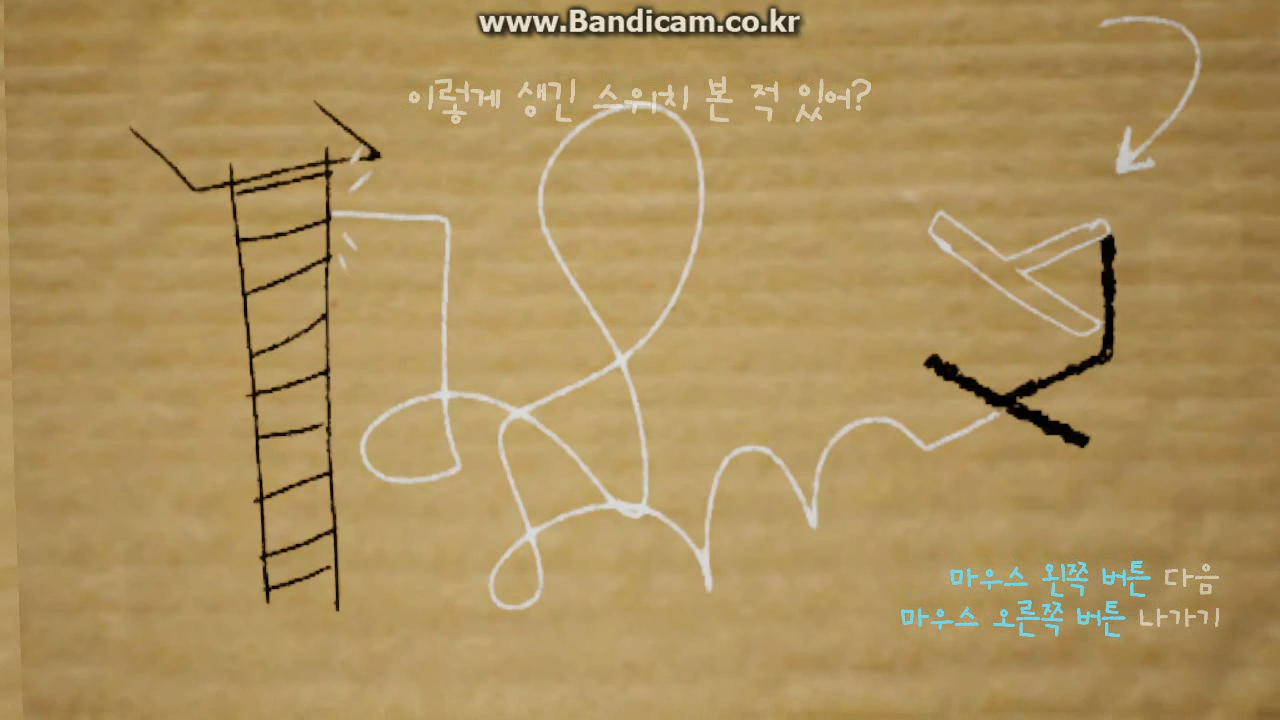 www.Bandicam.co.kr
이렇게 생긴 스위치 본 적 있어?
마우스 왼쪽 버튼 다음
마우스 오른쪽 버튼 나가기